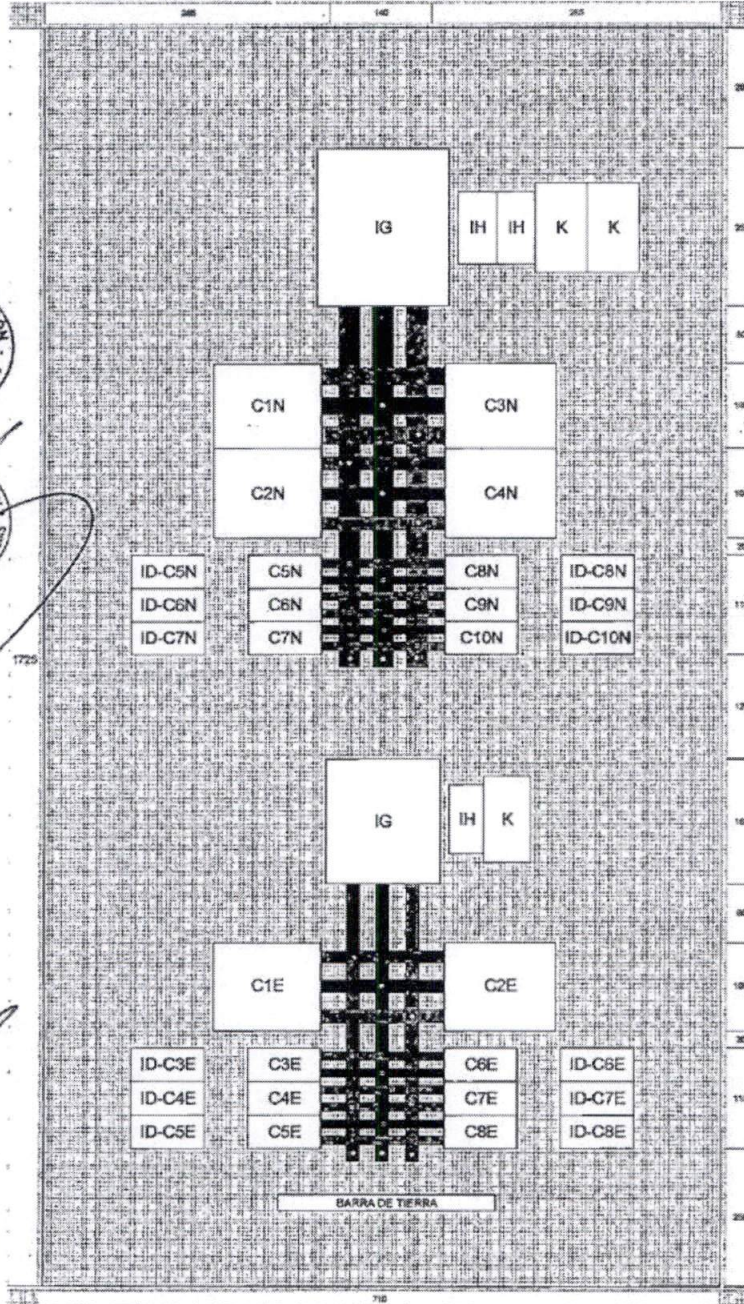 140
IG IH IH K K
C1N C3N
C2N C4N
ID-C5N C5N C8N ID-C8N
ID-C6N C6N C9N ID-C9N
ID-C7N C7N C10N ID-C10N
1725
IG IH K
C1E C2E
ID-C3E C3E C6E ID-C6E
ID-C4E C4E C7E ID-C7E
ID-C5E C5E C8E ID-C8E
BARRA DE TIERRA
710